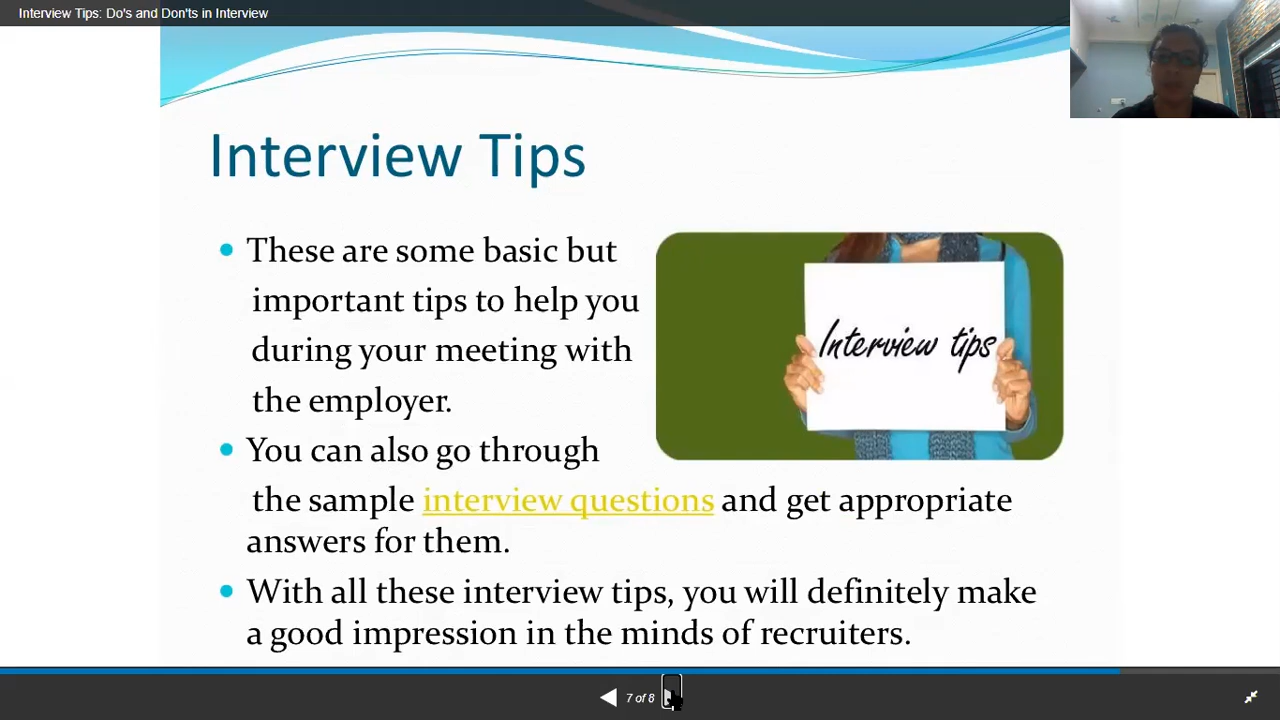 Interview Tips: Do's and Don'ts in Interview
Interview Tips
These are some basic but
important tips to help you
during your meeting with
the employer.
Interview tips
You can also go through
the sample interview questions and get appropriate
answers for them.
With all these interview tips, you will definitely make
a good impression in the minds of recruiters.
7 of 8